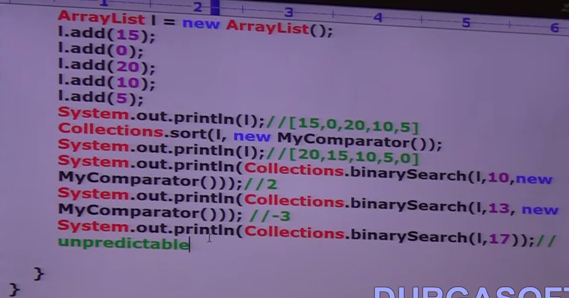 1 2 3 4 5 6
ArrayList l = new ArrayList();
l.add(15);
l.add(0);
l.add(20);
l.add(10);
l.add(5);
System.out.println(l);//[15,0,20,10,5]
Collections.sort(l, new MyComparator());
System.out.println(l);//[20,15,10,5,0]
System.out.println(Collections.binarySearch(l,10,new
MyComparator()));//2
System.out.println(Collections.binarySearch(l,13, new
MyComparator())); //-3
System.out.println(Collections.binarySearch(l,17));//
unpredictable
}
}
DURGASOFT